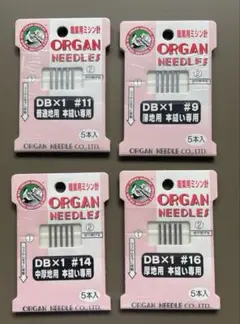 職業用ミシン針
ORGAN
NEEDLES
DB×1 #11
普通地用 本縫い専用
5本入
ORGAN NEEDLE CO.,LTD.
職業用ミシン針
ORGAN
NEEDLES
DB×1 #9
薄地用 本縫い専用
5本入
ORGAN NEEDLE CO.,LTD.
職業用ミシン針
ORGAN
NEEDLES
DB×1 #14
中厚地用 本縫い専用
5本入
ORGAN NEEDLE CO.,LTD.
職業用ミシン針
ORGAN
NEEDLES
DB×1 #16
厚地用 本縫い専用
5本入
ORGAN NEEDLE CO.,LTD.